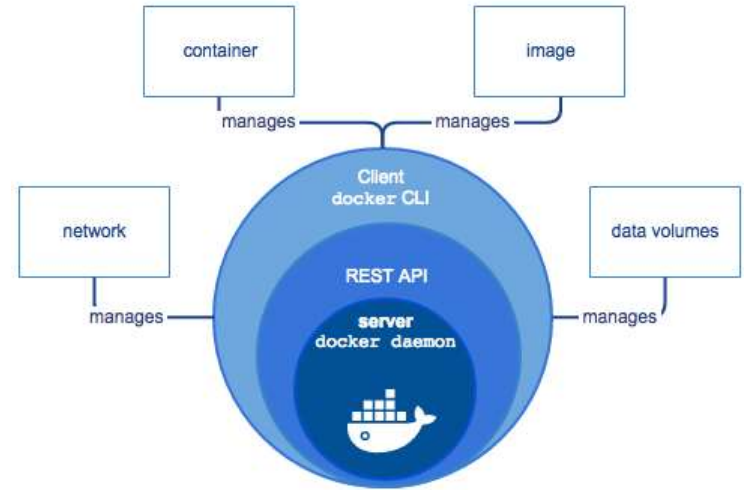 container
image
manages
manages
Client
docker CLI
network
data volumes
REST API
manages
server
docker daemon
manages